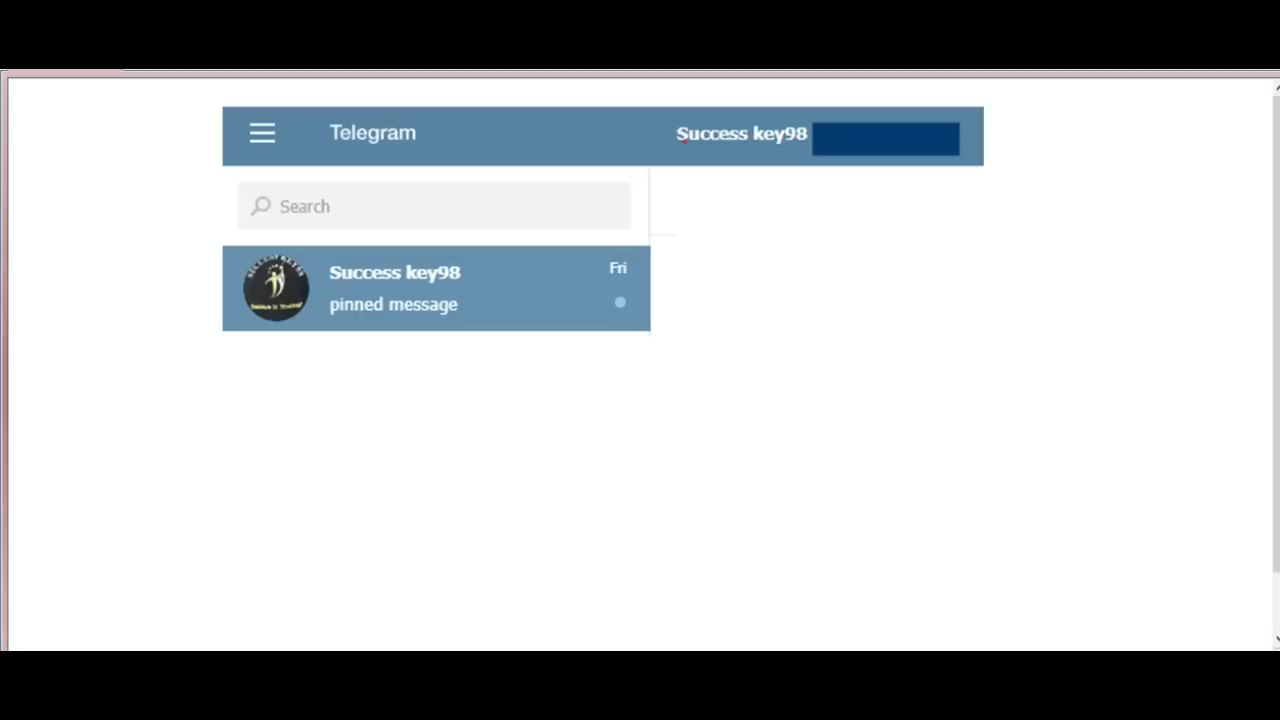 Telegram
Success key98
Search
Success key98
Fri
pinned message